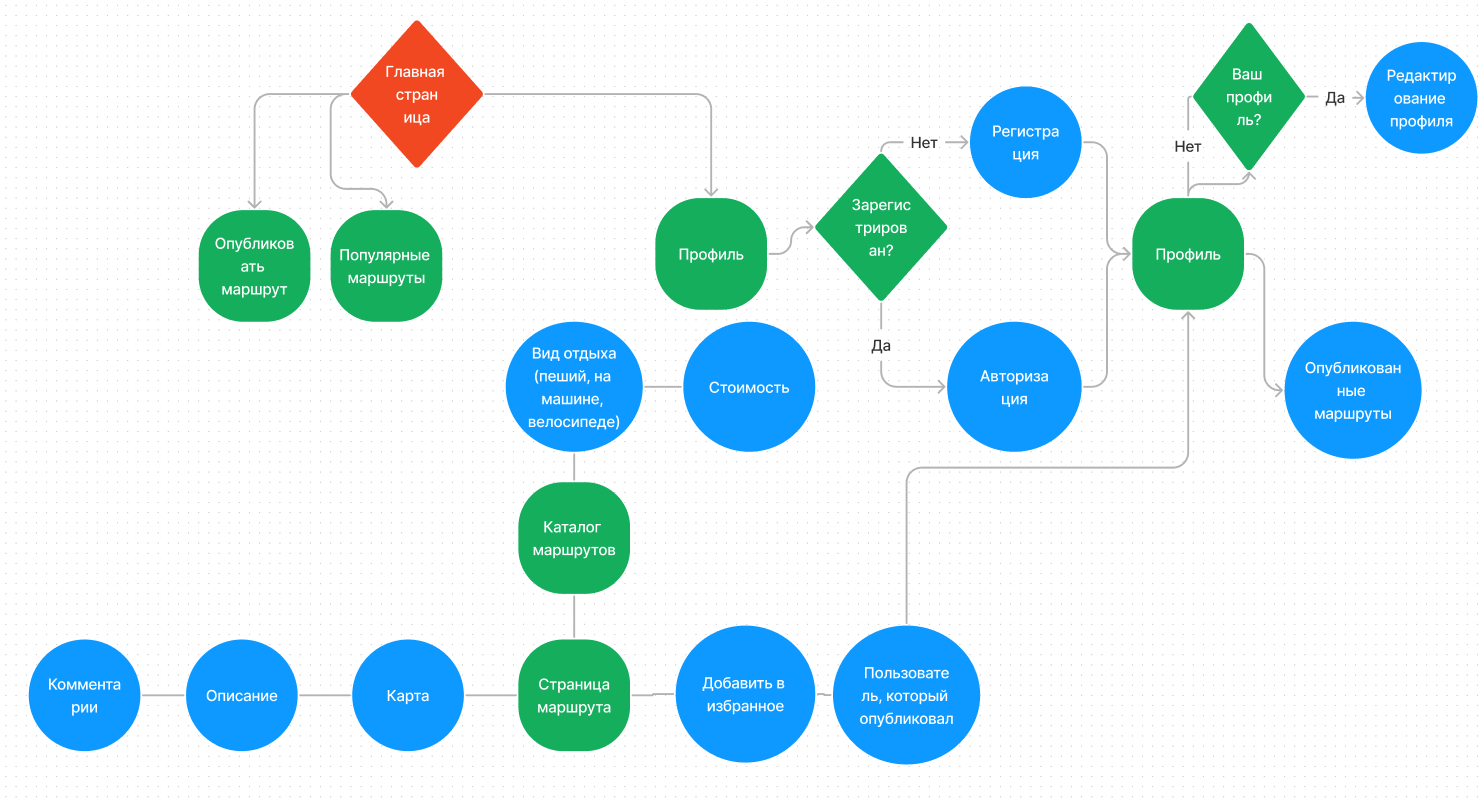 Главная
стран
ица
Ваш
профи
ль?
Да
Редактир
ование
профиля
Нет
Регистра
ция
Нет
Зарегис
триров
ан?
Опубликов
ать
маршрут
Популярные
маршруты
Профиль
Профиль
Да
Вид отдыха
(пеший, на
машине,
велосипеде)
Стоимость
Авториза
ция
Опубликован
ные
маршруты
Каталог
маршрутов
Коммента
рии
Описание
Карта
Страница
маршрута
Добавить в
избранное
Пользовате
ль, который
опубликовал